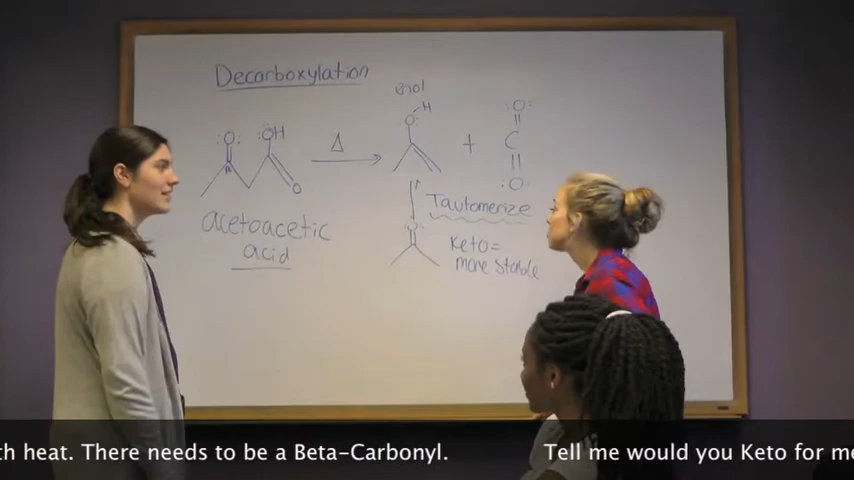 Decarboxylation
enol
H
:O:
:O:
:O:
:OH
Δ
+
C
O
O
acetoacetic
acid
Tautomerize
:O:
Keto=
more stable
th heat. There needs to be a Beta-Carbonyl. Tell me would you Keto for me